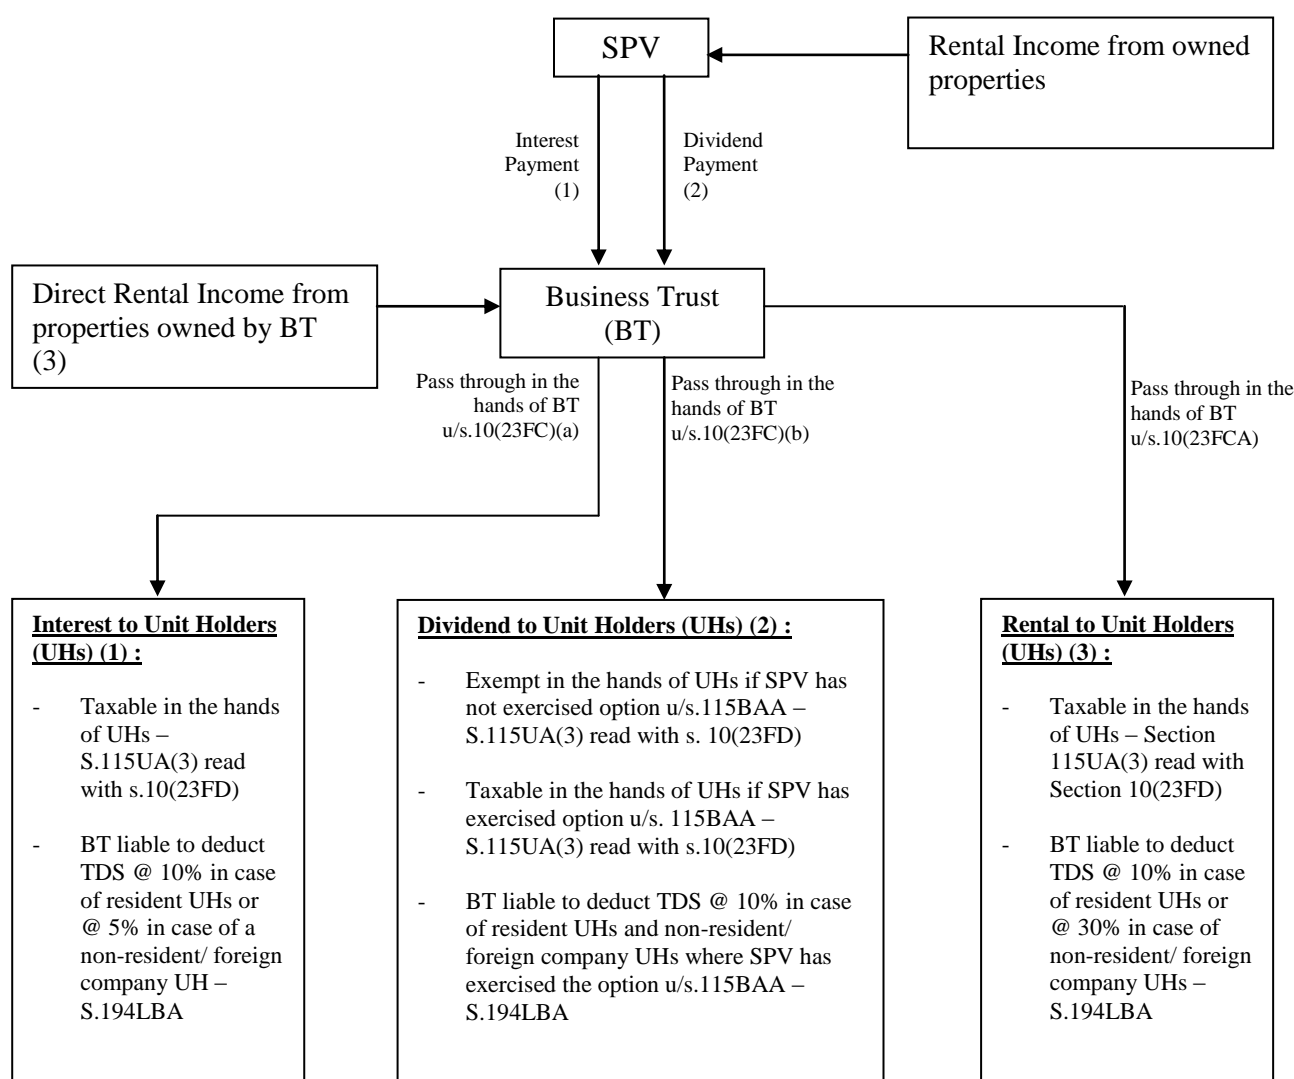 SPV
Rental Income from owned
properties
Interest
Payment
(1)
Dividend
Payment
(2)
Direct Rental Income from
properties owned by BT
(3)
Business Trust
(BT)
Pass through in the
hands of BT
u/s.10(23FC)(a)
Pass through in the
hands of BT
u/s.10(23FC)(b)
Pass through in the
hands of BT
u/s.10(23FCA)
Interest to Unit Holders
(UHs) (1) :
- Taxable in the hands
of UHs –
S.115UA(3) read
with s.10(23FD)
- BT liable to deduct
TDS @ 10% in case
of resident UHs or
@ 5% in case of a
non-resident/ foreign
company UH –
S.194LBA
Dividend to Unit Holders (UHs) (2) :
- Exempt in the hands of UHs if SPV has
not exercised option u/s.115BAA –
S.115UA(3) read with s. 10(23FD)
- Taxable in the hands of UHs if SPV has
exercised option u/s. 115BAA –
S.115UA(3) read with s.10(23FD)
- BT liable to deduct TDS @ 10% in case
of resident UHs and non-resident/
foreign company UHs where SPV has
exercised the option u/s.115BAA –
S.194LBA
Rental to Unit Holders
(UHs) (3) :
- Taxable in the hands
of UHs – Section
115UA(3) read with
Section 10(23FD)
- BT liable to deduct
TDS @ 10% in case
of resident UHs or
@ 30% in case of
non-resident/ foreign
company UHs –
S.194LBA